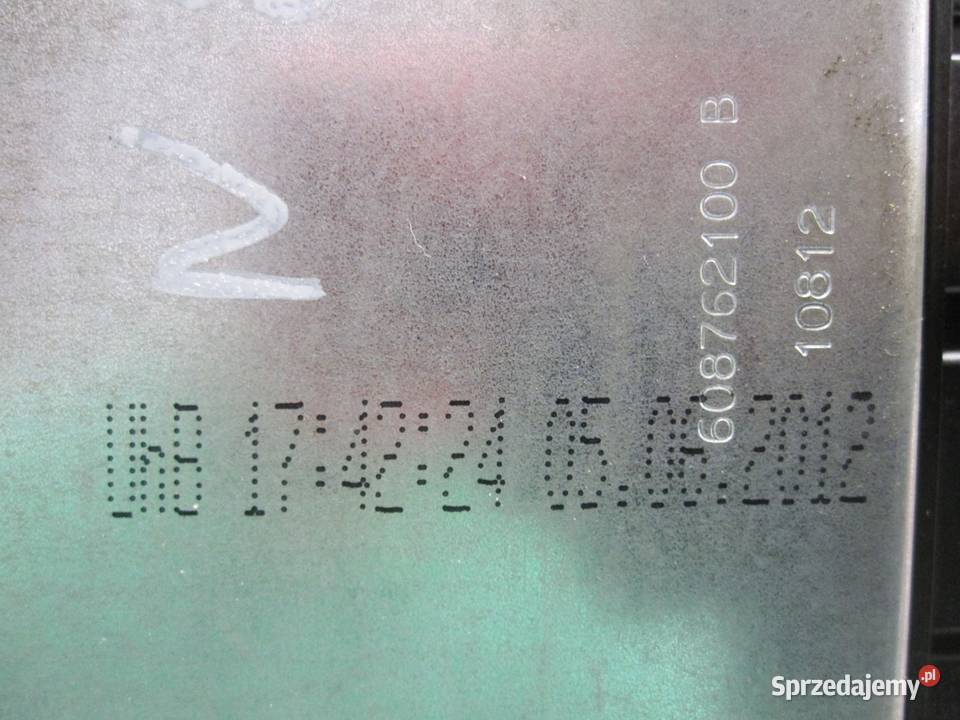 608762100 B
10812
UKB 17:42:24 05.06.2012
Sprzedajemy.pl